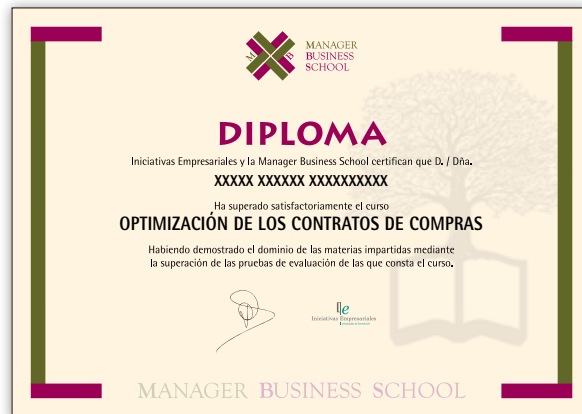 M B
MANAGER
BUSINESS
SCHOOL
DIPLOMA
Iniciativas Empresariales y la Manager Business School certifican que D. / Dña.
XXXXX XXXXXX XXXXXXXXXX
Ha superado satisfactoriamente el curso
OPTIMIZACIÓN DE LOS CONTRATOS DE COMPRAS
Habiendo demostrado el dominio de las materias impartidas mediante
la superación de las pruebas de evaluación de las que consta el curso.
Iniciativas Empresariales
MANAGER BUSINESS SCHOOL